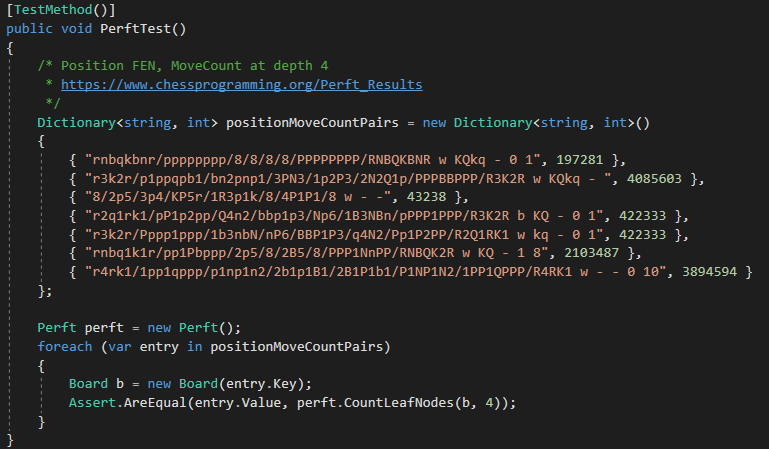 [TestMethod()]
public void PerftTest()
{
    /* Position FEN, MoveCount at depth 4
     * https://www.chessprogramming.org/Perft_Results
     */
    Dictionary<string, int> positionMoveCountPairs = new Dictionary<string, int>()
    {
        { "rnbqkbnr/pppppppp/8/8/8/8/PPPPPPPP/RNBQKBNR w KQkq - 0 1", 197281 },
        { "r3k2r/p1ppqpb1/bn2pnp1/3PN3/1p2P3/2N2Q1p/PPPBBPPP/R3K2R w KQkq - ", 4085603 },
        { "8/2p5/3p4/KP5r/1R3p1k/8/4P1P1/8 w - -", 43238 },
        { "r2q1rk1/pP1p2pp/Q4n2/bbp1p3/Np6/1B3NBn/pPPP1PPP/R3K2R b KQ - 0 1", 422333 },
        { "r3k2r/Pppp1ppp/1b3nbN/nP6/BBP1P3/q4N2/Pp1P2PP/R2Q1RK1 w kq - 0 1", 422333 },
        { "rnbq1k1r/pp1Pbppp/2p5/8/2B5/8/PPP1NnPP/RNBQK2R w KQ - 1 8", 2103487 },
        { "r4rk1/1pp1qppp/p1np1n2/2b1p1B1/2B1P1b1/P1NP1N2/1PP1QPPP/R4RK1 w - - 0 10", 3894594 }
    };
    Perft perft = new Perft();
    foreach (var entry in positionMoveCountPairs)
    {
        Board b = new Board(entry.Key);
        Assert.AreEqual(entry.Value, perft.CountLeafNodes(b, 4));
    }
}